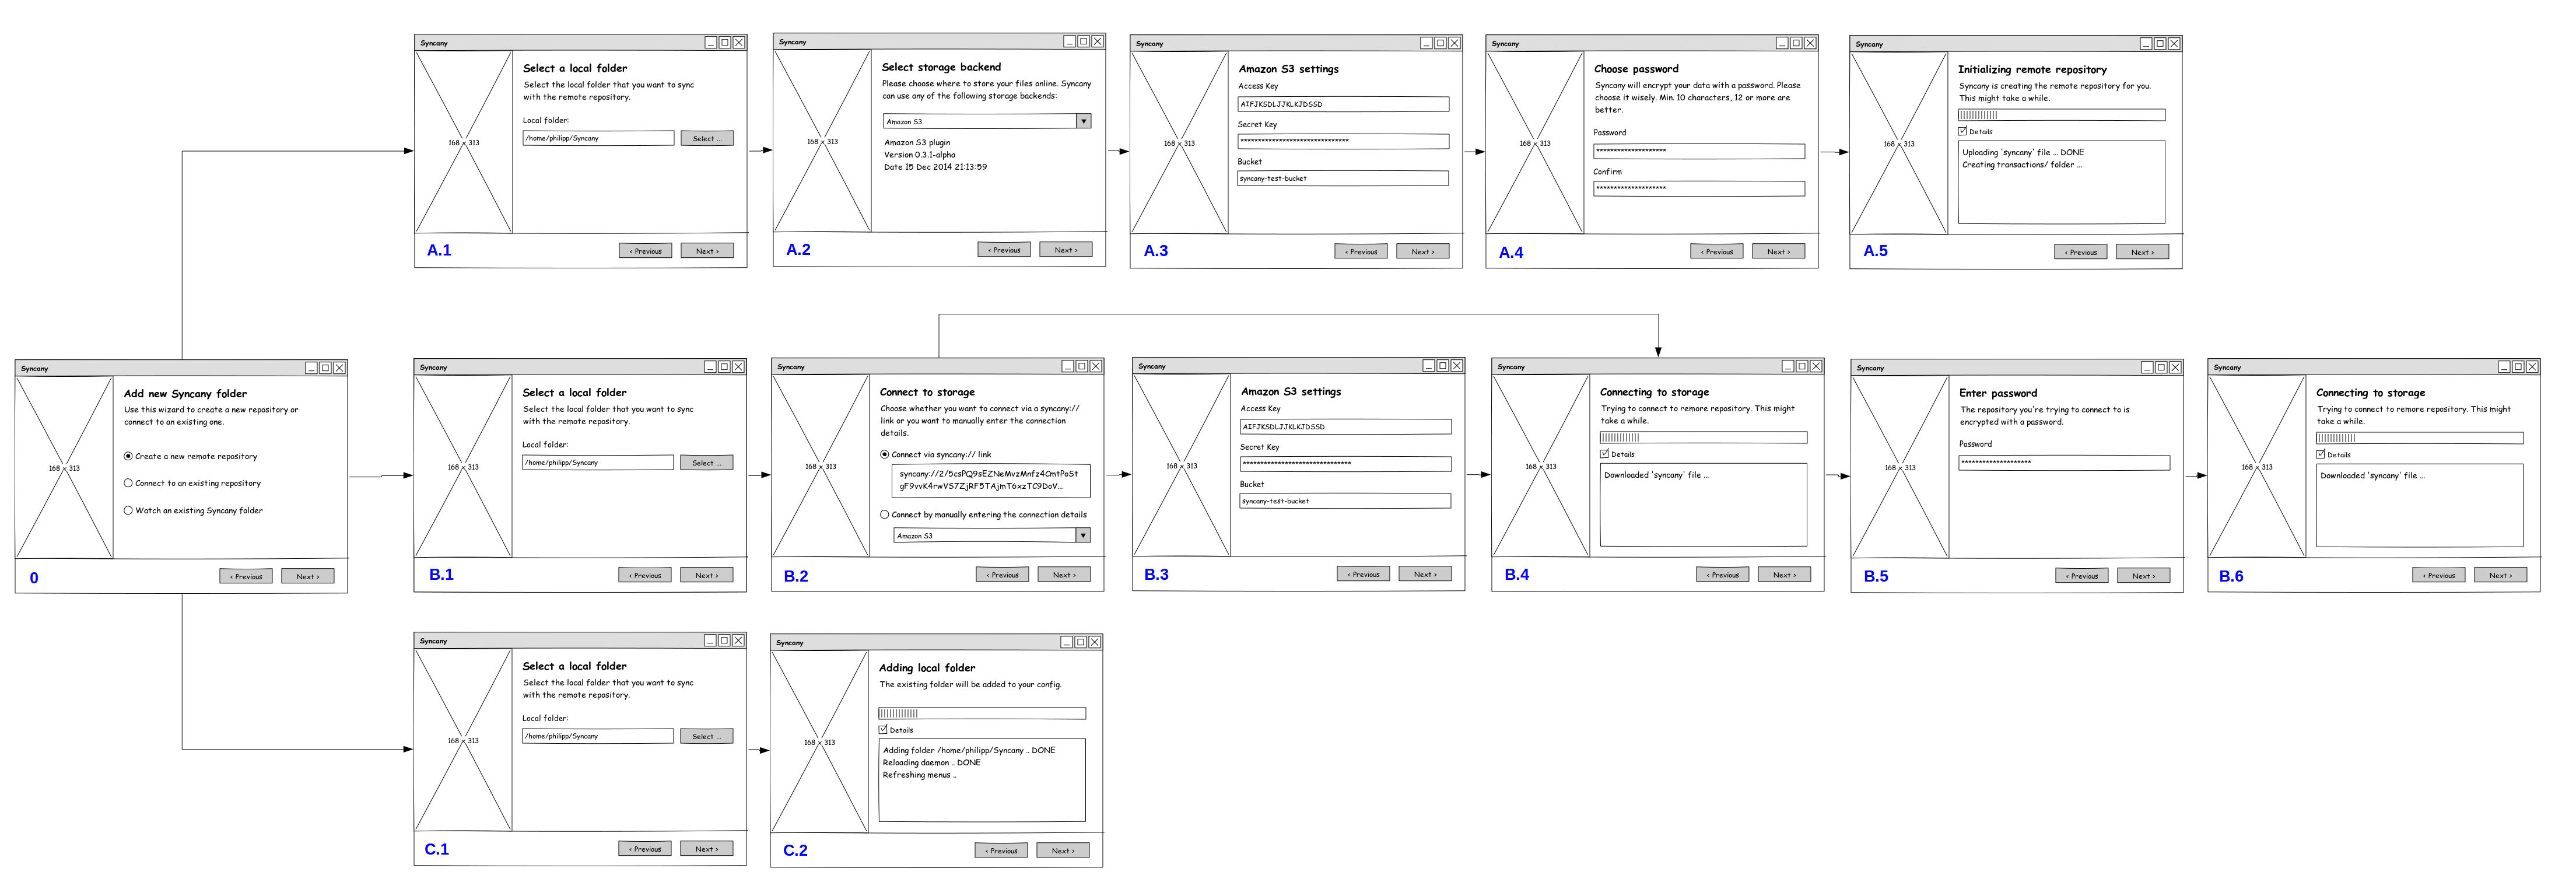 Syncany
Select a local folder
Select the local folder that you want to sync
with the remote repository.
Local folder:
/home/philipp/Syncany
Select ...
168 x 313
A.1
< Previous
Next >
Syncany
Select storage backend
Please choose where to store your files online. Syncany
can use any of the following storage backends:
Amazon S3
Amazon S3 plugin
Version 0.3.1-alpha
Date 15 Dec 2014 21:13:59
168 x 313
A.2
< Previous
Next >
Syncany
Amazon S3 settings
Access Key
AIFJKSDLJJKLKJDSSD
Secret Key
*******************************
Bucket
syncany-test-bucket
168 x 313
A.3
< Previous
Next >
Syncany
Choose password
Syncany will encrypt your data with a password. Please
choose it wisely. Min. 10 characters, 12 or more are
better.
Password
********************
Confirm
********************
168 x 313
A.4
< Previous
Next >
Syncany
Initializing remote repository
Syncany is creating the remote repository for you.
This might take a while.
Details
Uploading 'syncany' file ... DONE
Creating transactions/ folder ...
168 x 313
A.5
< Previous
Next >
Syncany
Add new Syncany folder
Use this wizard to create a new repository or
connect to an existing one.
Create a new remote repository
Connect to an existing repository
Watch an existing Syncany folder
168 x 313
0
< Previous
Next >
Syncany
Select a local folder
Select the local folder that you want to sync
with the remote repository.
Local folder:
/home/philipp/Syncany
Select ...
168 x 313
B.1
< Previous
Next >
Syncany
Connect to storage
Choose whether you want to connect via a syncany://
link or you want to manually enter the connection
details.
Connect via syncany:// link
syncany://2/5csPQ9sEZNeMvzMnfz4CmtPoSt
gF9vvK4rwVS7ZjRF5TAjmT6xzTC9DoV...
Connect by manually entering the connection details
Amazon S3
168 x 313
B.2
< Previous
Next >
Syncany
Amazon S3 settings
Access Key
AIFJKSDLJJKLKJDSSD
Secret Key
*******************************
Bucket
syncany-test-bucket
168 x 313
B.3
< Previous
Next >
Syncany
Connecting to storage
Trying to connect to remore repository. This might
take a while.
Details
Downloaded 'syncany' file ...
168 x 313
B.4
< Previous
Next >
Syncany
Enter password
The repository you're trying to connect to is
encrypted with a password.
Password
********************
168 x 313
B.5
< Previous
Next >
Syncany
Connecting to storage
Trying to connect to remore repository. This might
take a while.
Details
Downloaded 'syncany' file ...
168 x 313
B.6
< Previous
Next >
Syncany
Select a local folder
Select the local folder that you want to sync
with the remote repository.
Local folder:
/home/philipp/Syncany
Select ...
168 x 313
C.1
< Previous
Next >
Syncany
Adding local folder
The existing folder will be added to your config.
Details
Adding folder /home/philipp/Syncany .. DONE
Reloading daemon .. DONE
Refreshing menus ..
168 x 313
C.2
< Previous
Next >